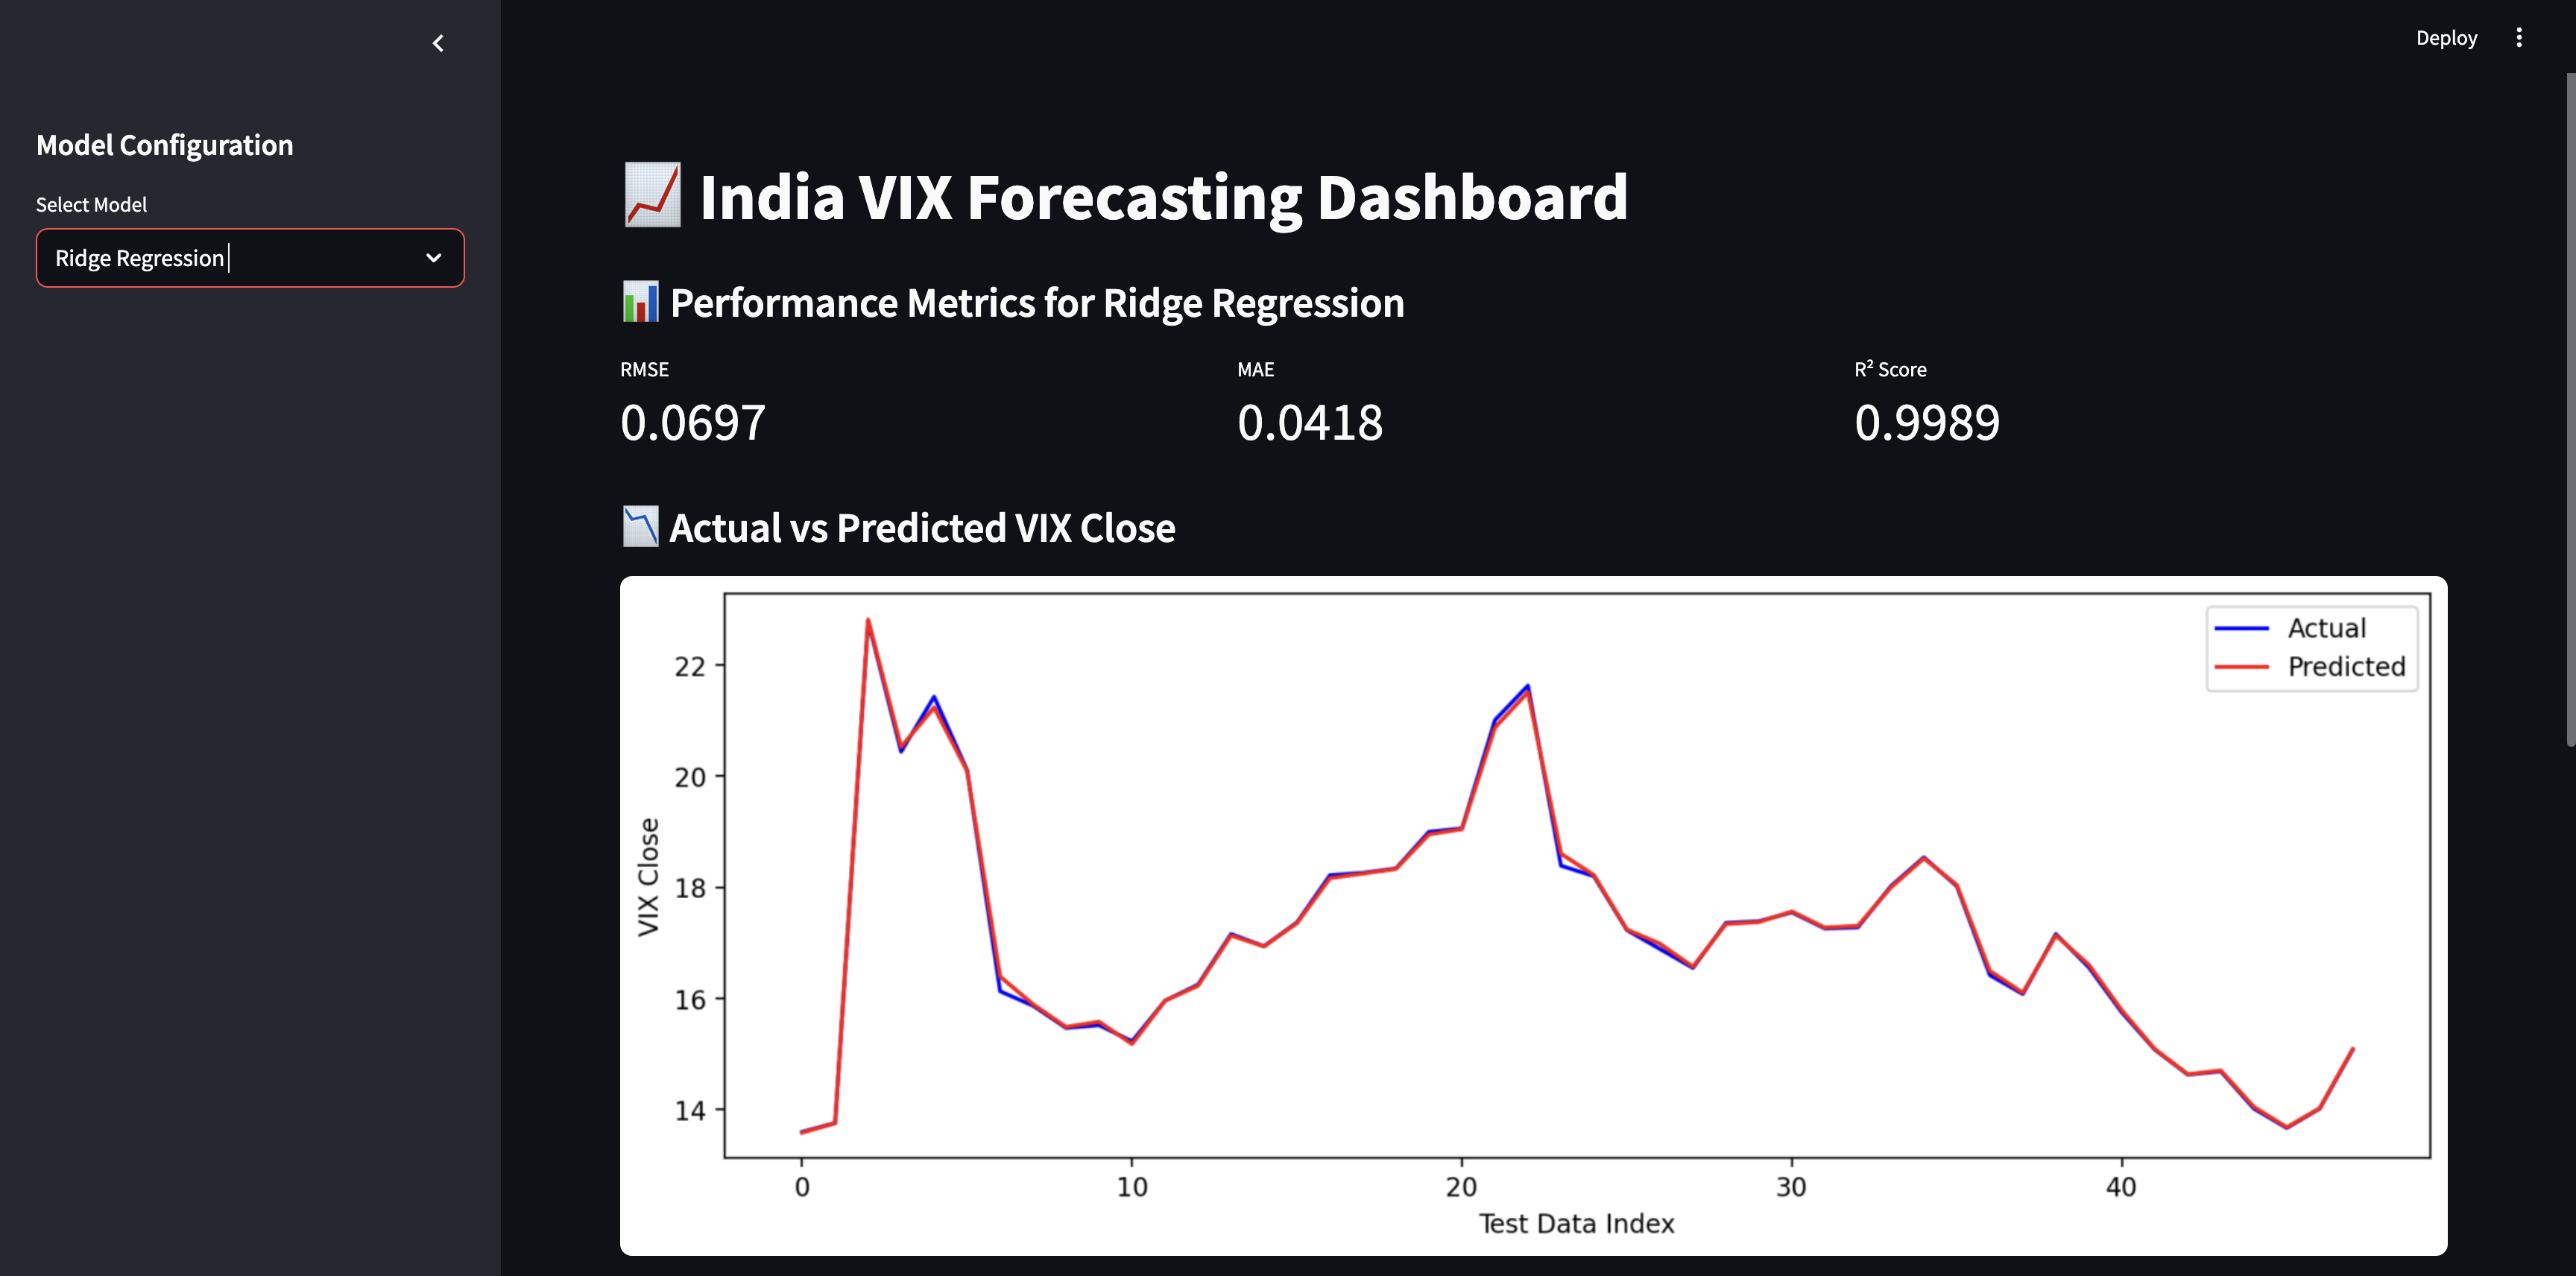 Deploy
Model Configuration
Select Model
Ridge Regression
India VIX Forecasting Dashboard
Performance Metrics for Ridge Regression
RMSE
MAE
R² Score
0.0697
0.0418
0.9989
Actual vs Predicted VIX Close
Actual
Predicted
22
20
18
16
14
VIX Close
0
10
20
30
40
Test Data Index